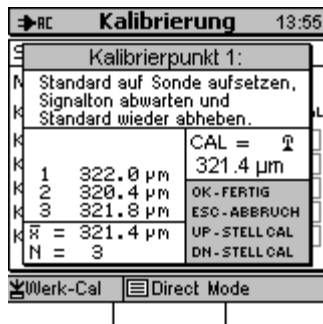 AC Kalibrierung 13:55
Kalibrierpunkt 1:
Standard auf Sonde aufsetzen,
Signalton abwarten und
Standard wieder abheben.
CAL =
321.4 µm
1 322.0 µm
2 320.4 µm
3 321.8 µm
x̄ = 321.4 µm
N = 3
OK-FERTIG
ESC-ABBRUCH
UP-STELL CAL
DN-STELL CAL
Werk-Cal Direct Mode